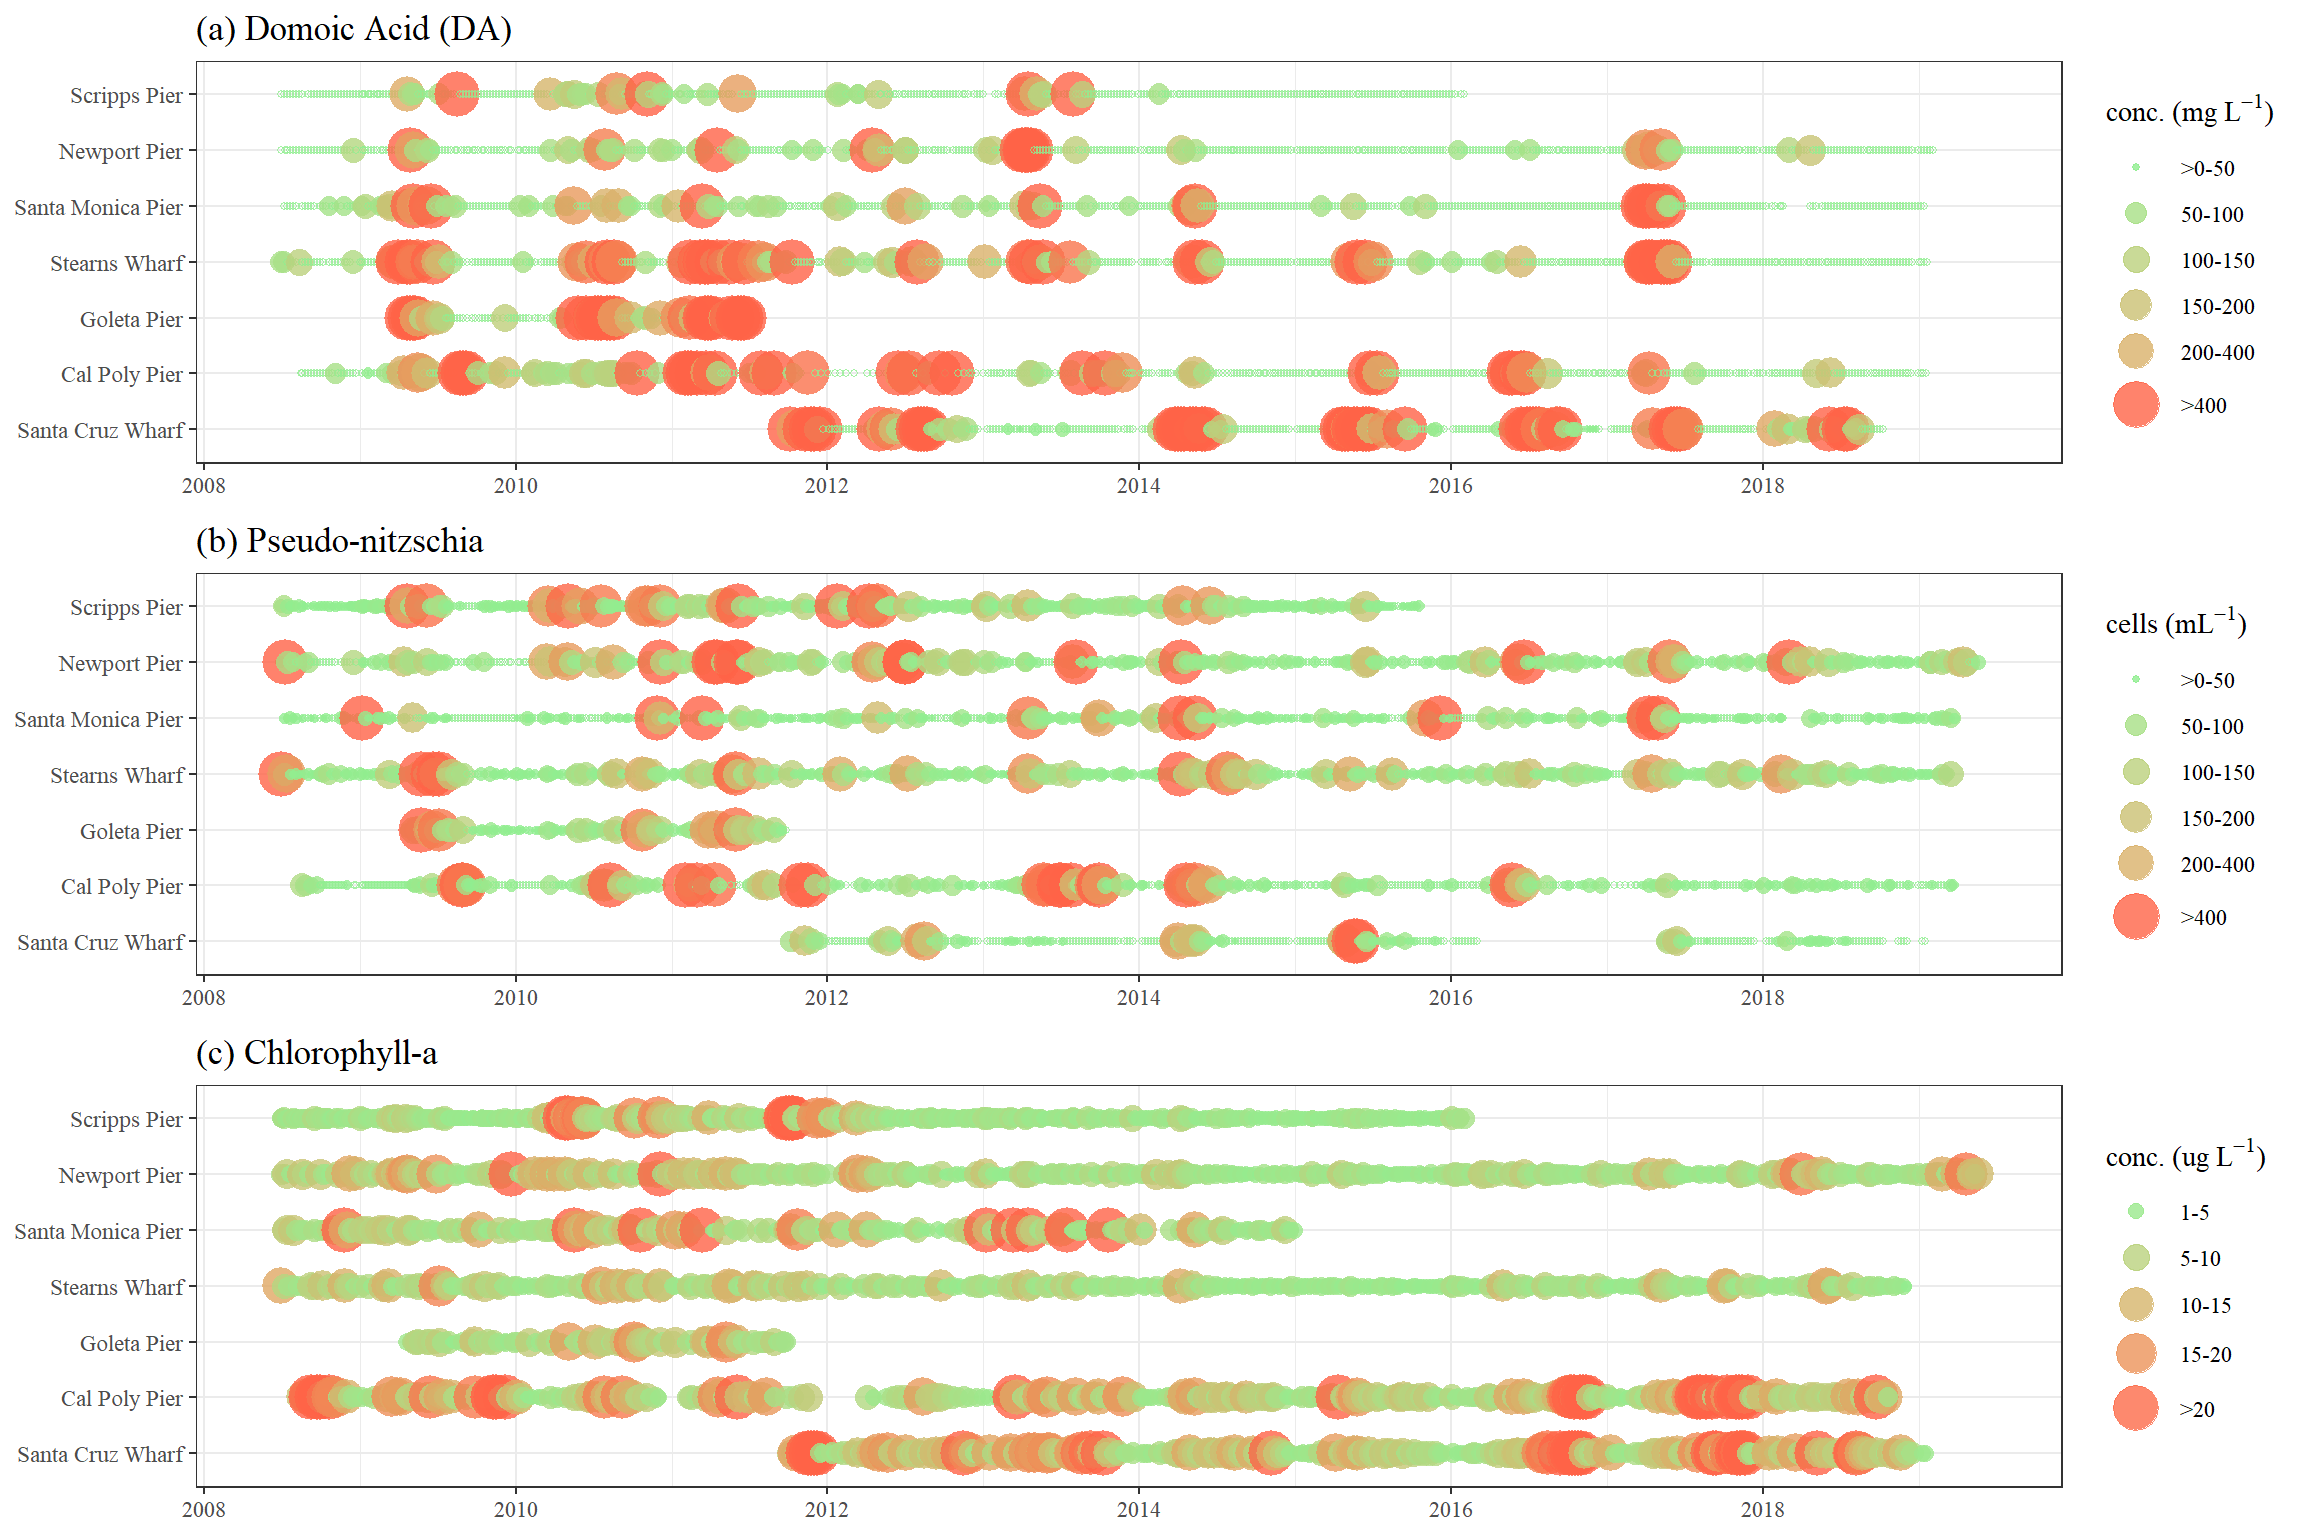 (a) Domoic Acid (DA)
Scripps Pier
Newport Pier
Santa Monica Pier
Stearns Wharf
Goleta Pier
Cal Poly Pier
Santa Cruz Wharf
2008 2010 2012 2014 2016 2018
conc. (mg L⁻¹)
>0-50
50-100
100-150
150-200
200-400
>400
(b) Pseudo-nitzschia
Scripps Pier
Newport Pier
Santa Monica Pier
Stearns Wharf
Goleta Pier
Cal Poly Pier
Santa Cruz Wharf
2008 2010 2012 2014 2016 2018
cells (mL⁻¹)
>0-50
50-100
100-150
150-200
200-400
>400
(c) Chlorophyll-a
Scripps Pier
Newport Pier
Santa Monica Pier
Stearns Wharf
Goleta Pier
Cal Poly Pier
Santa Cruz Wharf
2008 2010 2012 2014 2016 2018
conc. (ug L⁻¹)
1-5
5-10
10-15
15-20
>20